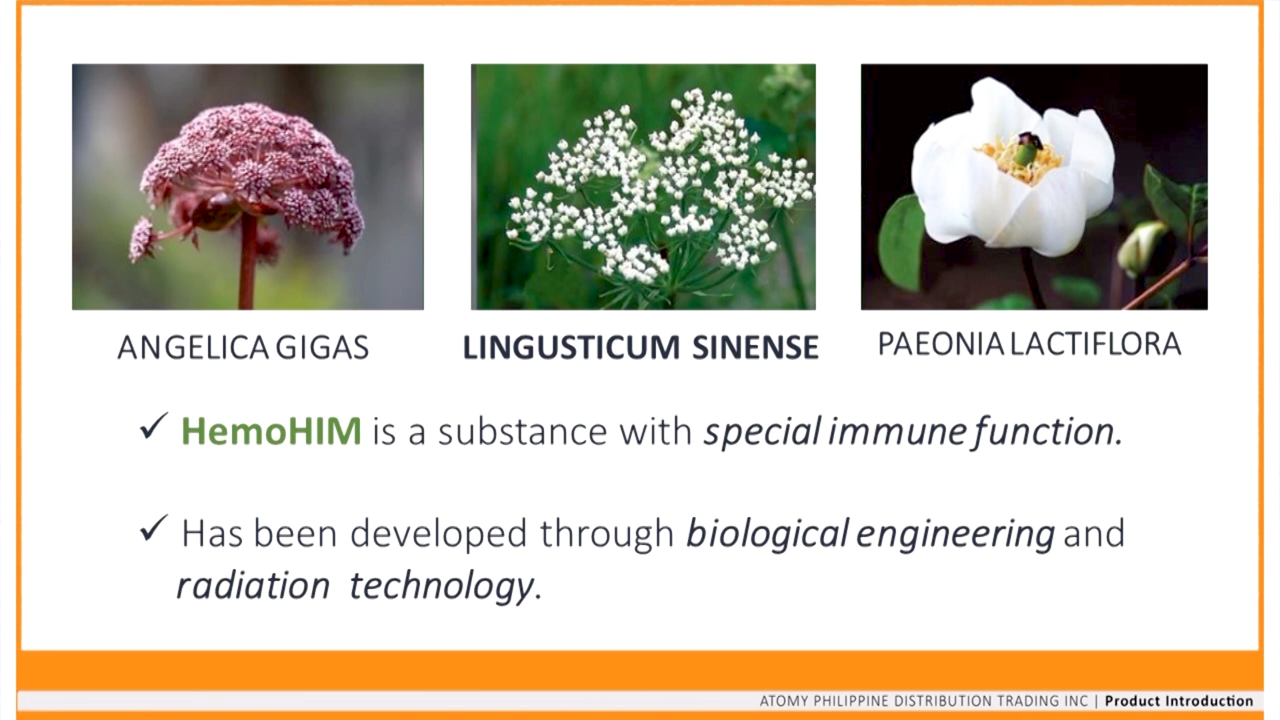 ANGELICA GIGAS
LINGUSTICUM SINENSE
PAEONIA LACTIFLORA
✓ HemoHIM is a substance with special immune function.
✓ Has been developed through biological engineering and
radiation technology.
ATOMY PHILIPPINE DISTRIBUTION TRADING INC | Product Introduction